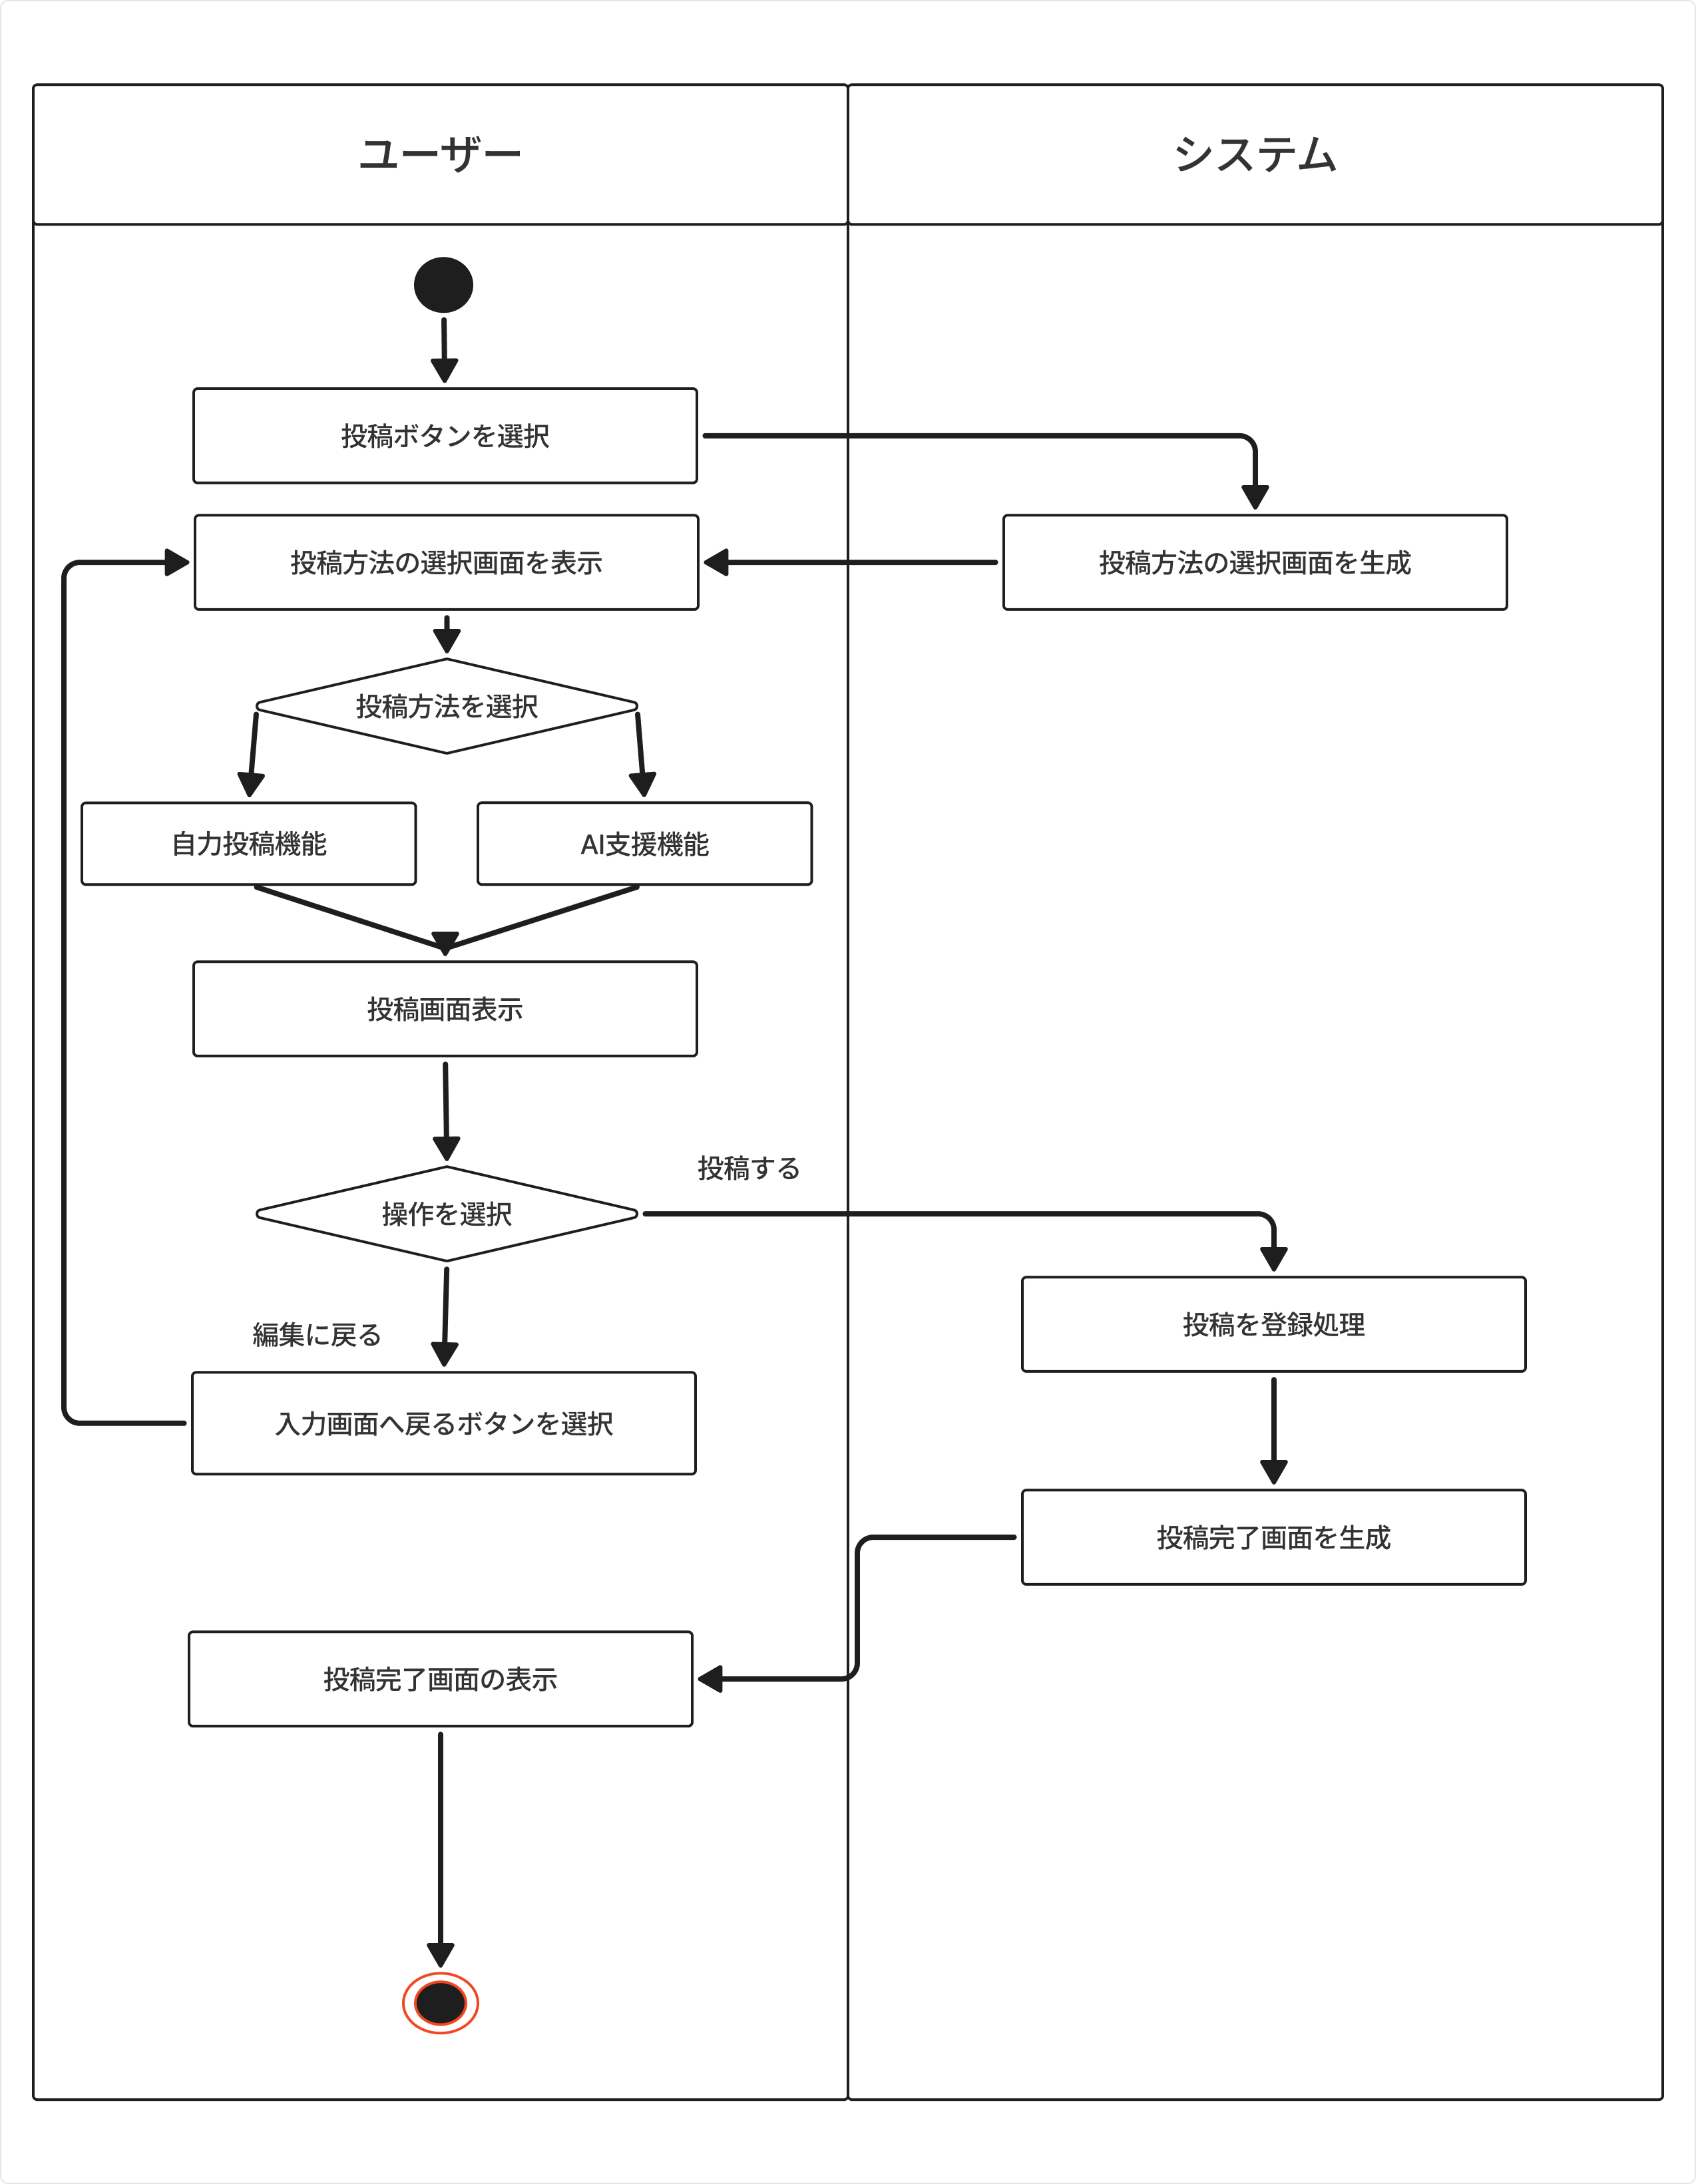 ユーザー
システム
投稿ボタンを選択
投稿方法の選択画面を表示
投稿方法の選択画面を生成
投稿方法を選択
自力投稿機能
AI支援機能
投稿画面表示
投稿する
操作を選択
編集に戻る
投稿を登録処理
入力画面へ戻るボタンを選択
投稿完了画面を生成
投稿完了画面の表示